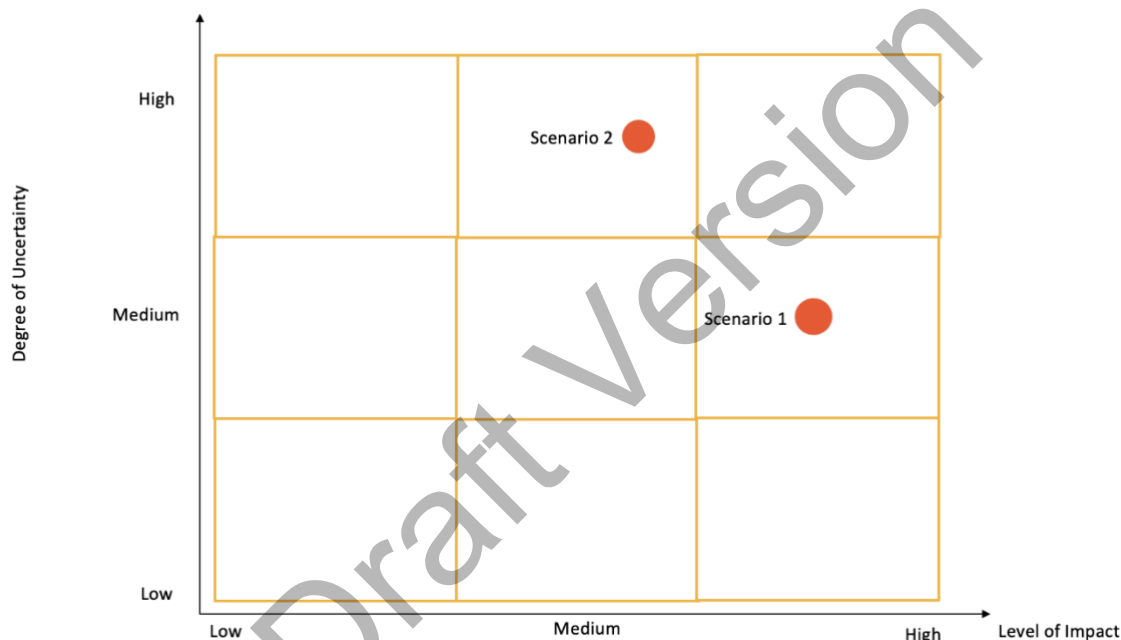 High
Scenario 2
Degree of Uncertainty
Medium
Scenario 1
Low
Low
Medium
High
Level of Impact
Draft Version